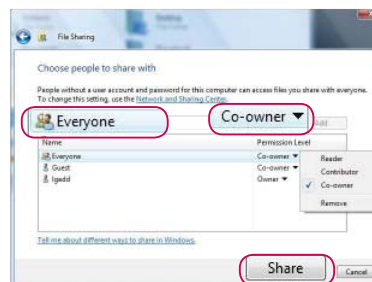 File Sharing
Choose people to share with
People without a user account and password for this computer can access files you share with everyone.
To change this setting, use the Network and Sharing Center.
Everyone
Co-owner
Add
Name
Permission Level
Everyone
Co-owner
Guest
Co-owner
lgedd
Owner
Reader
Contributor
Co-owner
Remove
Tell me about different ways to share in Windows.
Share
Cancel